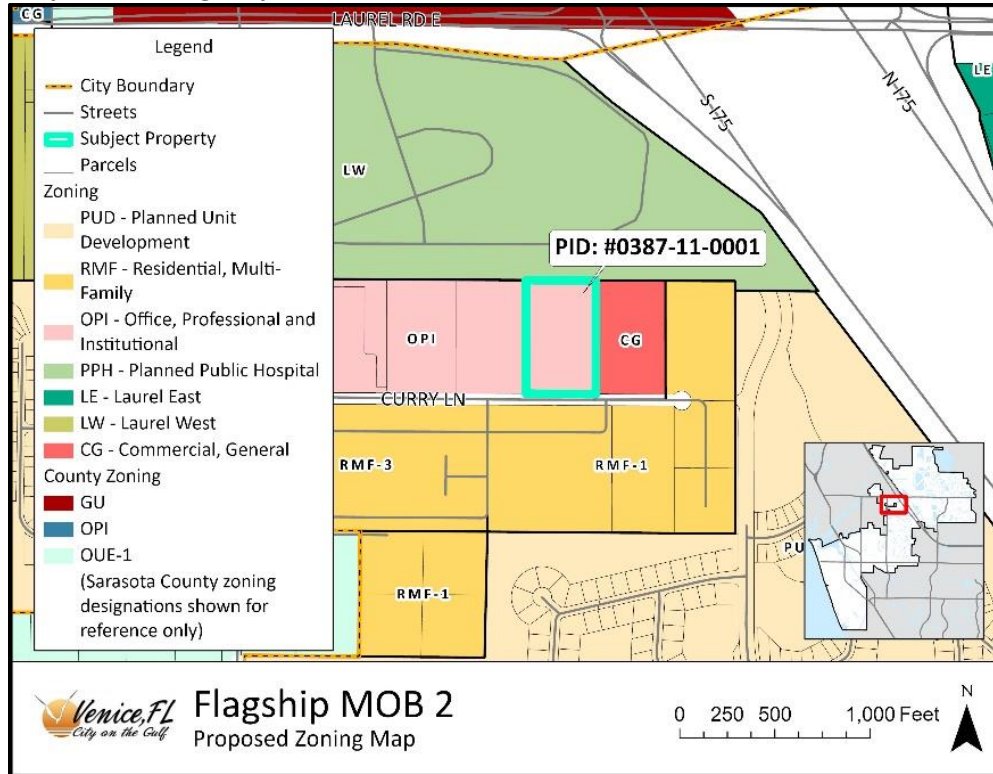 CG
LAUREL RD E
Legend
City Boundary
Streets
Subject Property
Parcels
Zoning
PUD - Planned Unit
Development
RMF - Residential, Multi-
Family
OPI - Office, Professional and
Institutional
PPH - Planned Public Hospital
LE - Laurel East
LW - Laurel West
CG - Commercial, General
County Zoning
GU
OPI
OUE-1
(Sarasota County zoning
designations shown for
reference only)
LE
S I75
N I75
LW
PID: #0387-11-0001
OPI
CG
CURRY LN
RMF-3
RMF-1
PU
RMF-1
Venice, FL
City on the Gulf
Flagship MOB 2
Proposed Zoning Map
0 250 500 1,000 Feet
N